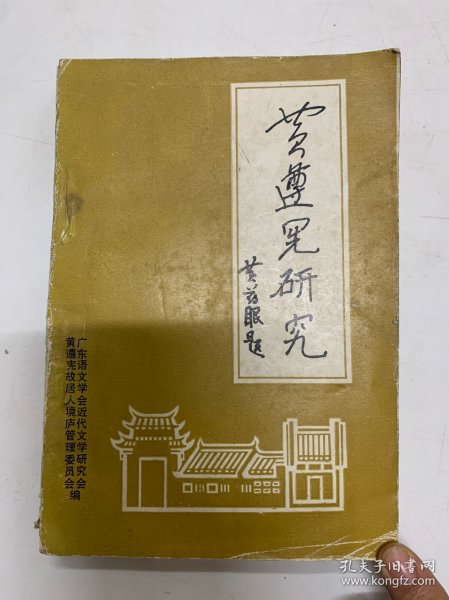 黄遵宪研究
黄药眠题
广东语文学会近代文学研究会
黄遵宪故居人境庐管理委员会编
孔夫子旧书网
www.kongfz.com